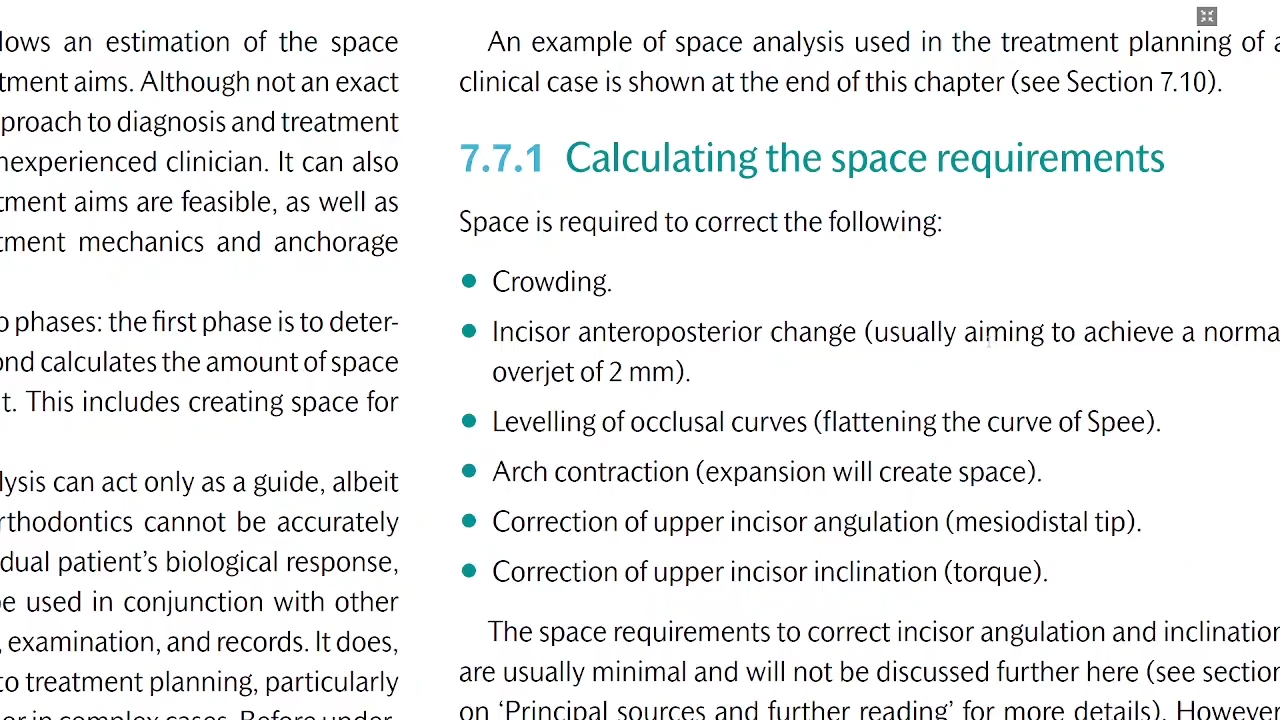 lows an estimation of the space
tment aims. Although not an exact
proach to diagnosis and treatment
nexperienced clinician. It can also
tment aims are feasible, as well as
tment mechanics and anchorage
o phases: the first phase is to deter-
ond calculates the amount of space
t. This includes creating space for
lysis can act only as a guide, albeit
rthodontics cannot be accurately
dual patient's biological response,
be used in conjunction with other
, examination, and records. It does,
to treatment planning, particularly
or in complex cases. Before under-
An example of space analysis used in the treatment planning of a
clinical case is shown at the end of this chapter (see Section 7.10).
7.7.1 Calculating the space requirements
Space is required to correct the following:
● Crowding.
● Incisor anteroposterior change (usually aiming to achieve a norma
overjet of 2 mm).
● Levelling of occlusal curves (flattening the curve of Spee).
● Arch contraction (expansion will create space).
● Correction of upper incisor angulation (mesiodistal tip).
● Correction of upper incisor inclination (torque).
The space requirements to correct incisor angulation and inclination
are usually minimal and will not be discussed further here (see section
on 'Principal sources and further reading' for more details). However